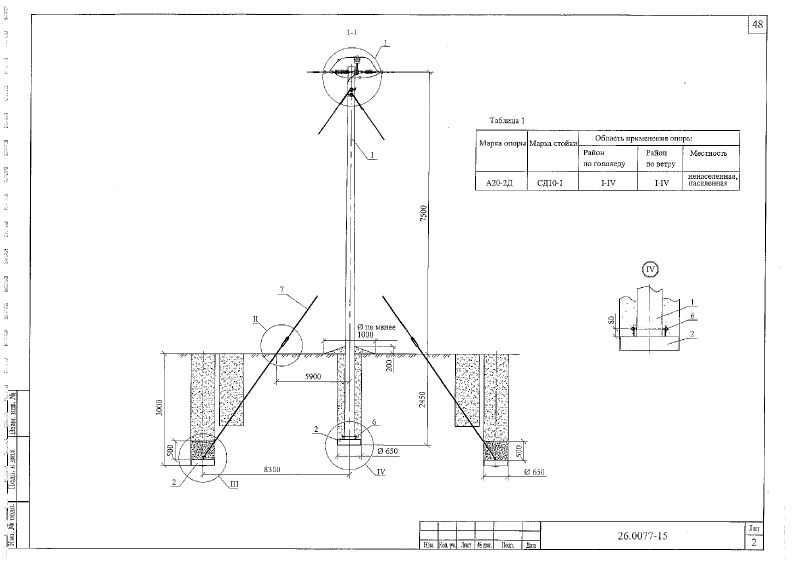 48
1-1
I
Таблица 1
Марка опоры
Марка стойки
Область применения опоры
Район
по гололеду
Район
по ветру
Местность
А20-2Д
СД10-1
I-IV
I-IV
ненаселенная,
населенная
1
7500
IV
7
II
Ø не менее
1000
80
1
6
2
200
5900
3000
2450
2
6
500
500
Ø 650
8300
IV
2
III
Ø 650
Взам. инв. №
Подп. и дата
Инв. № подл.
Изм.
Кол. уч.
Лист
№ док.
Подп.
Дата
26.0077-15
Лист
2